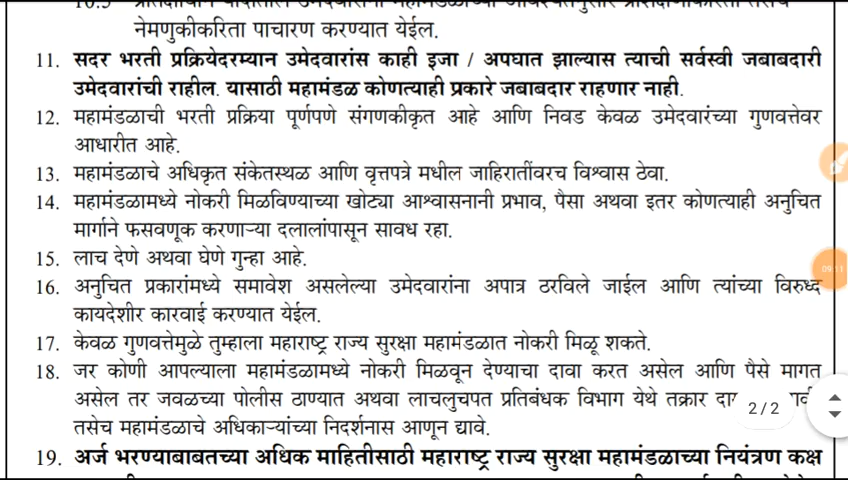 नेमणुकीकरिता पाचारण करण्यात येईल.
11. सदर भरती प्रक्रियेदरम्यान उमेदवारांस काही इजा / अपघात झाल्यास त्याची सर्वस्वी जबाबदारी
उमेदवारांची राहील. यासाठी महामंडळ कोणत्याही प्रकारे जबाबदार राहणार नाही.
12. महामंडळाची भरती प्रक्रिया पूर्णपणे संगणकीकृत आहे आणि निवड केवळ उमेदवारंच्या गुणवत्तेवर
आधारीत आहे.
13. महामंडळाचे अधिकृत संकेतस्थळ आणि वृत्तपत्रे मधील जाहिरातींवरच विश्वास ठेवा.
14. महामंडळामध्ये नोकरी मिळविण्याच्या खोट्या आश्वासनानी प्रभाव, पैसा अथवा इतर कोणत्याही अनुचित
मार्गाने फसवणूक करणाऱ्या दलालांपासून सावध रहा.
15. लाच देणे अथवा घेणे गुन्हा आहे.
16. अनुचित प्रकारांमध्ये समावेश असलेल्या उमेदवारांना अपात्र ठरविले जाईल आणि त्यांच्या विरुध्द
कायदेशीर कारवाई करण्यात येईल.
17. केवळ गुणवत्तेमुळे तुम्हाला महाराष्ट्र राज्य सुरक्षा महामंडळात नोकरी मिळू शकते.
18. जर कोणी आपल्याला महामंडळामध्ये नोकरी मिळवून देण्याचा दावा करत असेल आणि पैसे मागत
असेल तर जवळच्या पोलीस ठाण्यात अथवा लाचलुचपत प्रतिबंधक विभाग येथे तक्रार
2/2
तसेच महामंडळाचे अधिकाऱ्यांच्या निदर्शनास आणून द्यावे.
19. अर्ज भरण्याबाबतच्या अधिक माहितीसाठी महाराष्ट्र राज्य सुरक्षा महामंडळाच्या नियंत्रण कक्ष